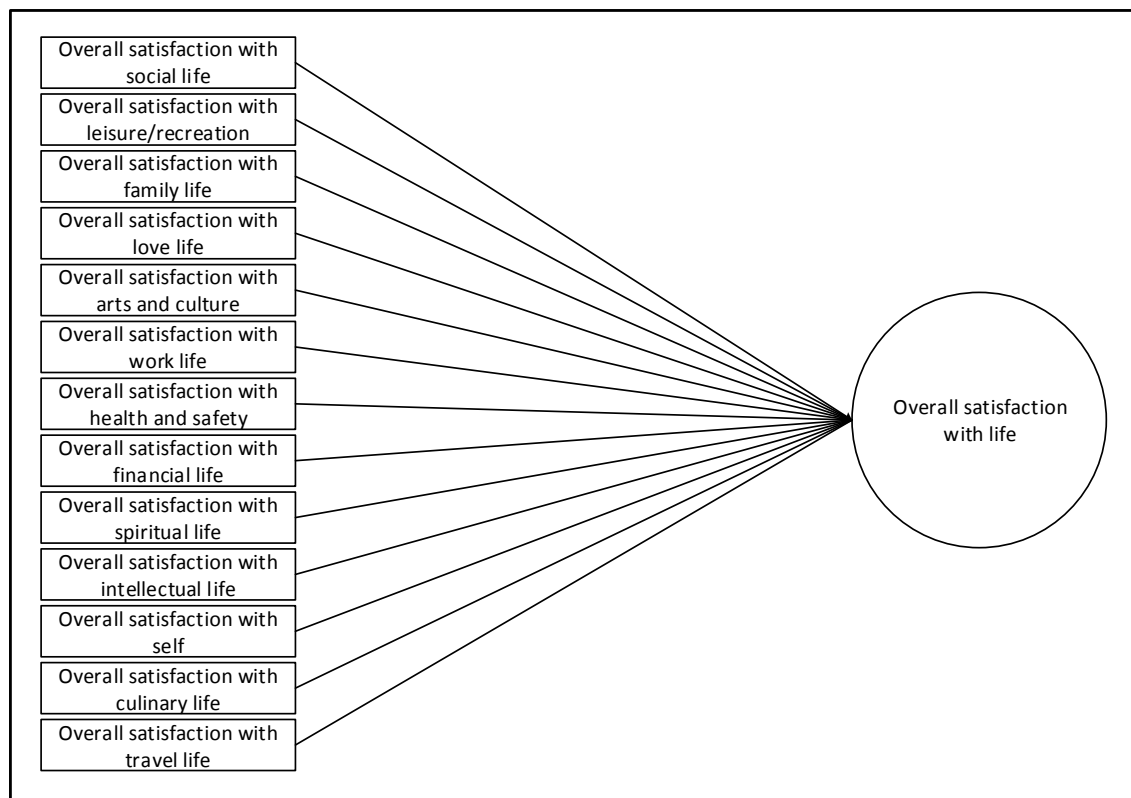 Overall satisfaction with
social life
Overall satisfaction with
leisure/recreation
Overall satisfaction with
family life
Overall satisfaction with
love life
Overall satisfaction with
arts and culture
Overall satisfaction with
work life
Overall satisfaction with
health and safety
Overall satisfaction with
financial life
Overall satisfaction with
spiritual life
Overall satisfaction with
intellectual life
Overall satisfaction with
self
Overall satisfaction with
culinary life
Overall satisfaction with
travel life
Overall satisfaction
with life